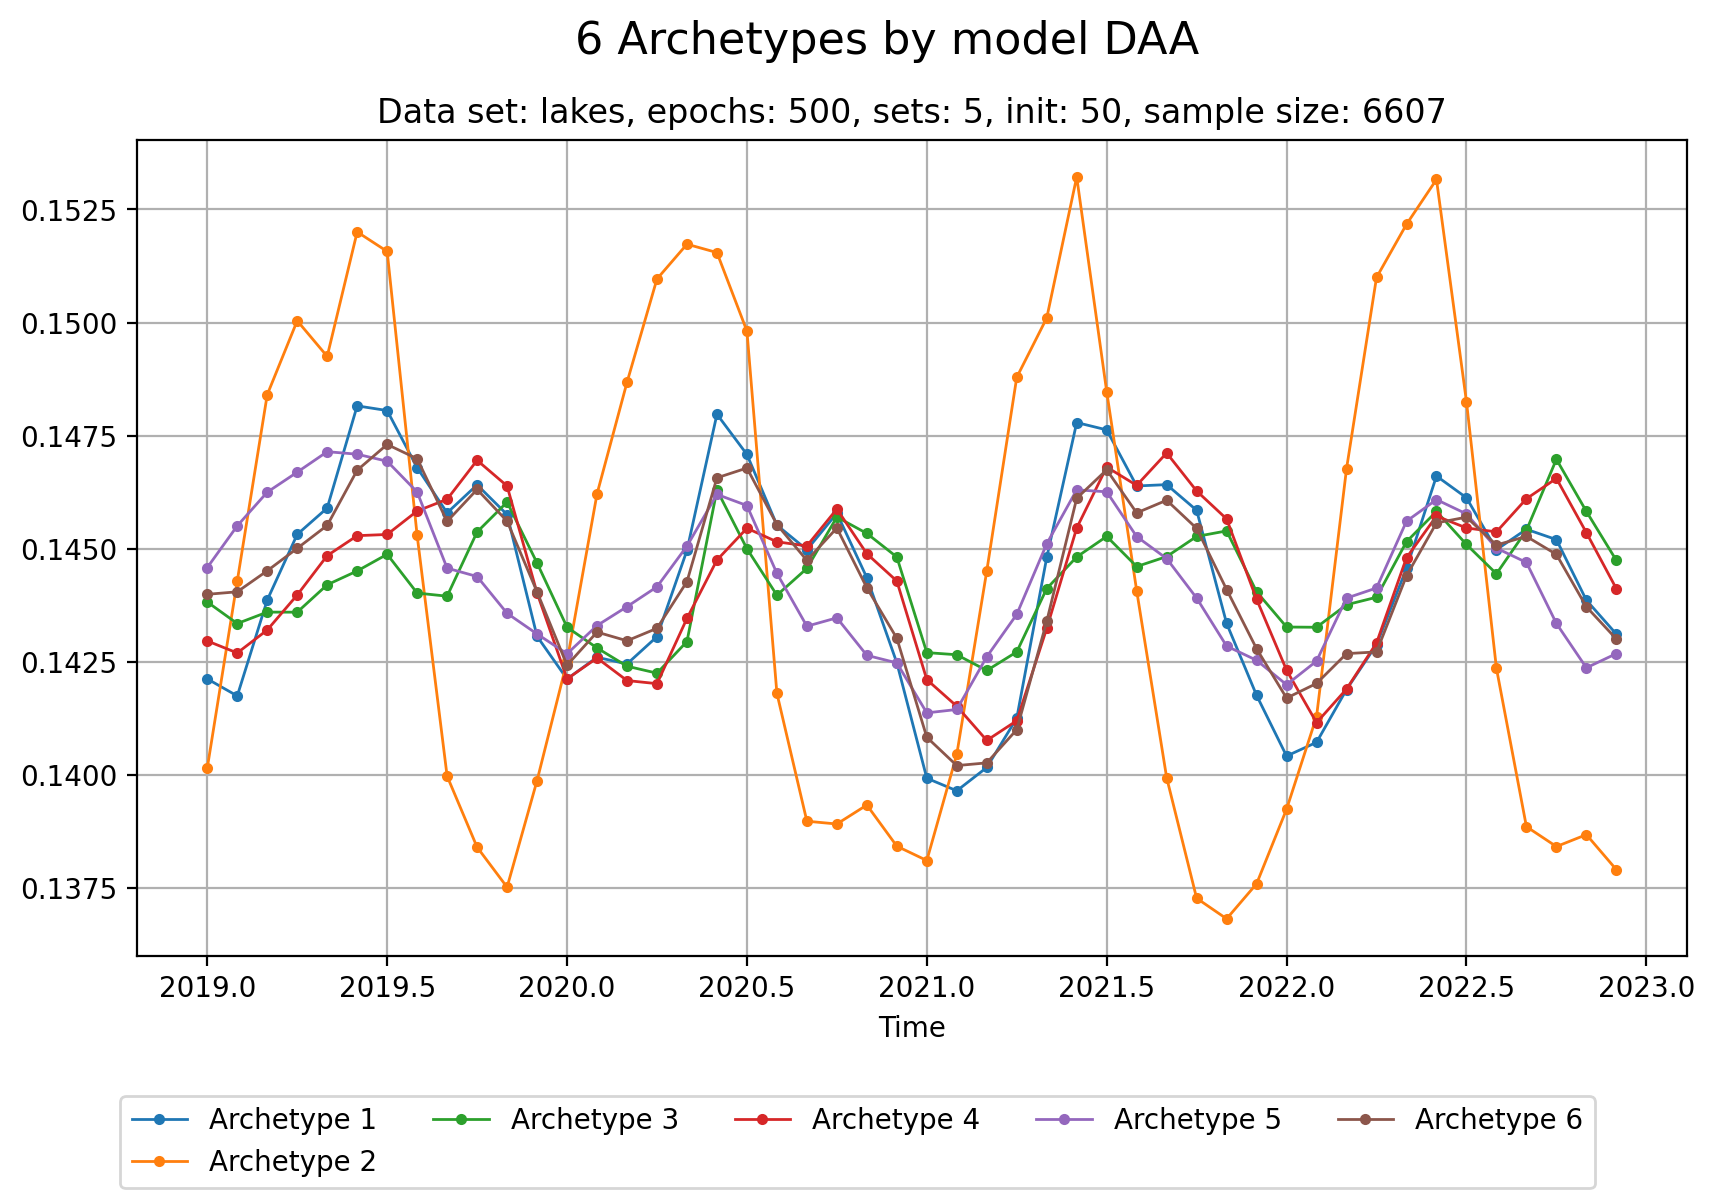 6 Archetypes by model DAA
Data set: lakes, epochs: 500, sets: 5, init: 50, sample size: 6607
0.1525
0.1500
0.1475
0.1450
0.1425
0.1400
0.1375
2019.0 2019.5 2020.0 2020.5 2021.0 2021.5 2022.0 2022.5 2023.0
Time
Archetype 1 Archetype 3 Archetype 4 Archetype 5 Archetype 6
Archetype 2